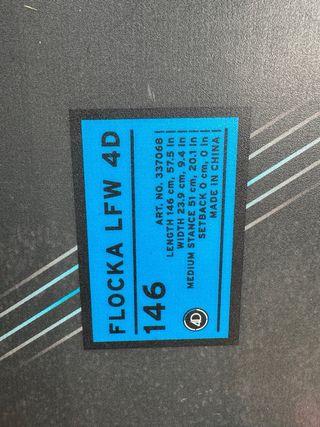 FLOCKA LFW 4D
146
ART. NO. 337068
LENGTH 146 cm, 57.5 in
WIDTH 23.9 cm, 9.4 in
MEDIUM STANCE 51 cm, 20.1 in
SETBACK 0 cm, 0 in
MADE IN CHINA
4D